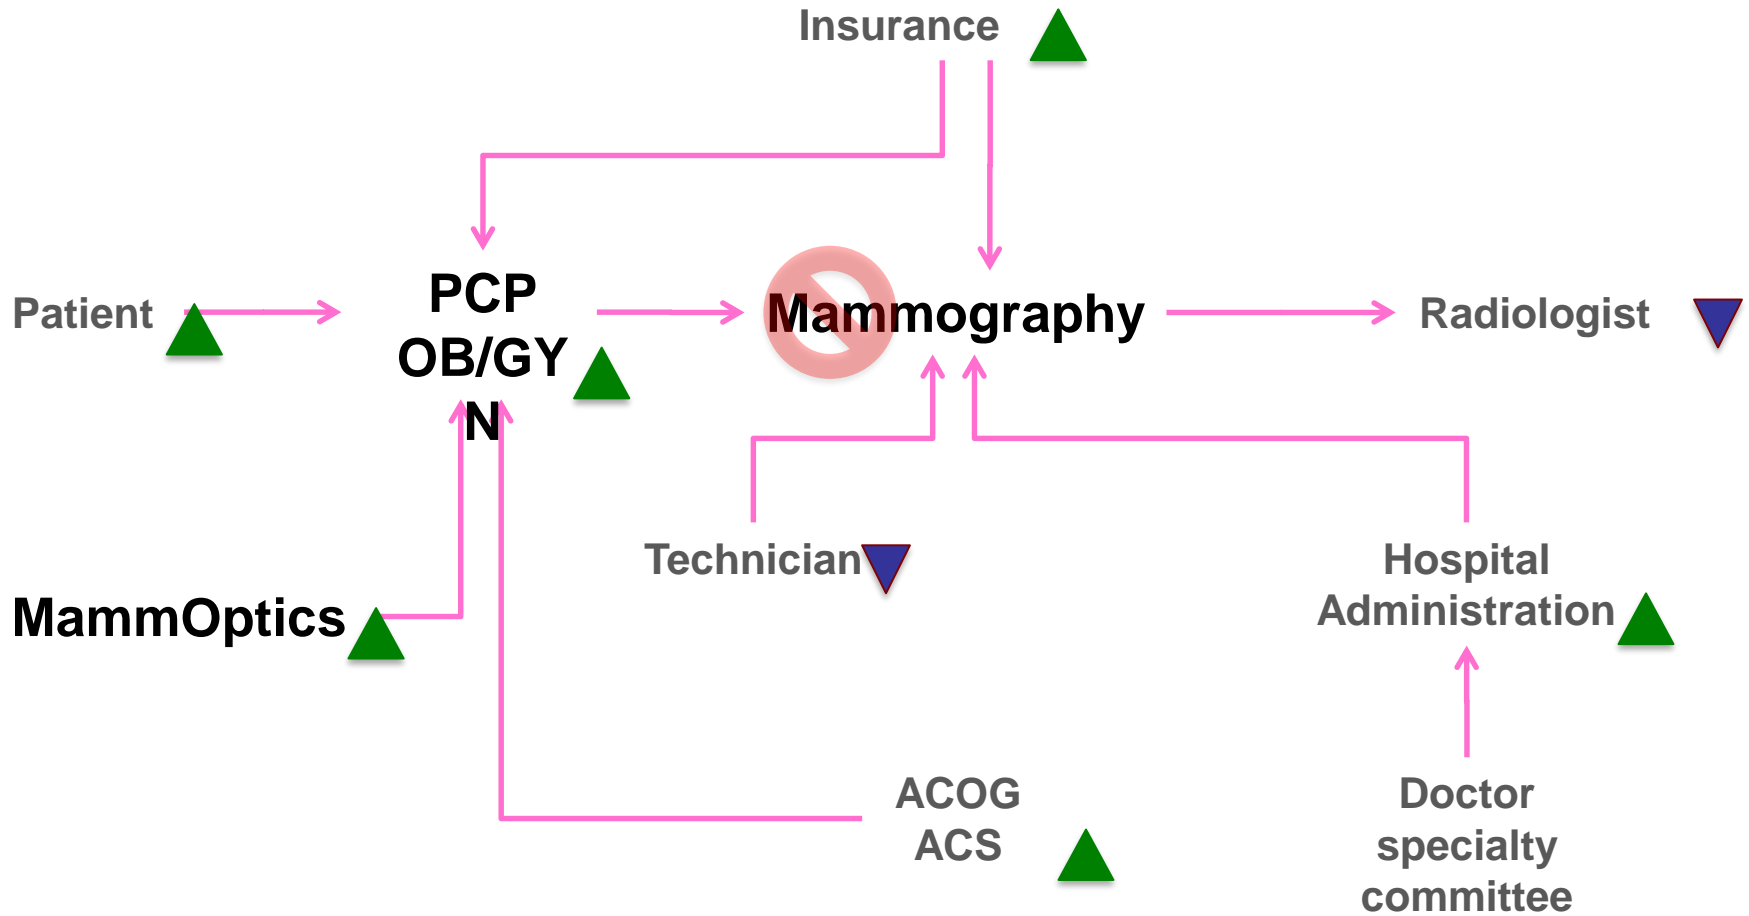 Insurance
Patient
PCP
OB/GY
N
Mammography
Radiologist
Technician
Hospital
Administration
MammOptics
ACOG
ACS
Doctor
specialty
committee